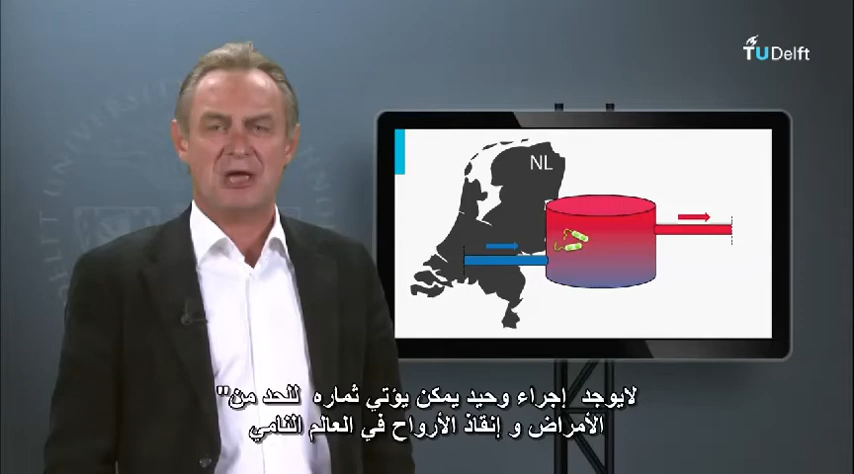 TUDelft
NL
لايوجد إجراء وحيد يمكن يؤتي ثماره للحد من"
الأمراض و إنقاذ الأرواح في العالم النامي